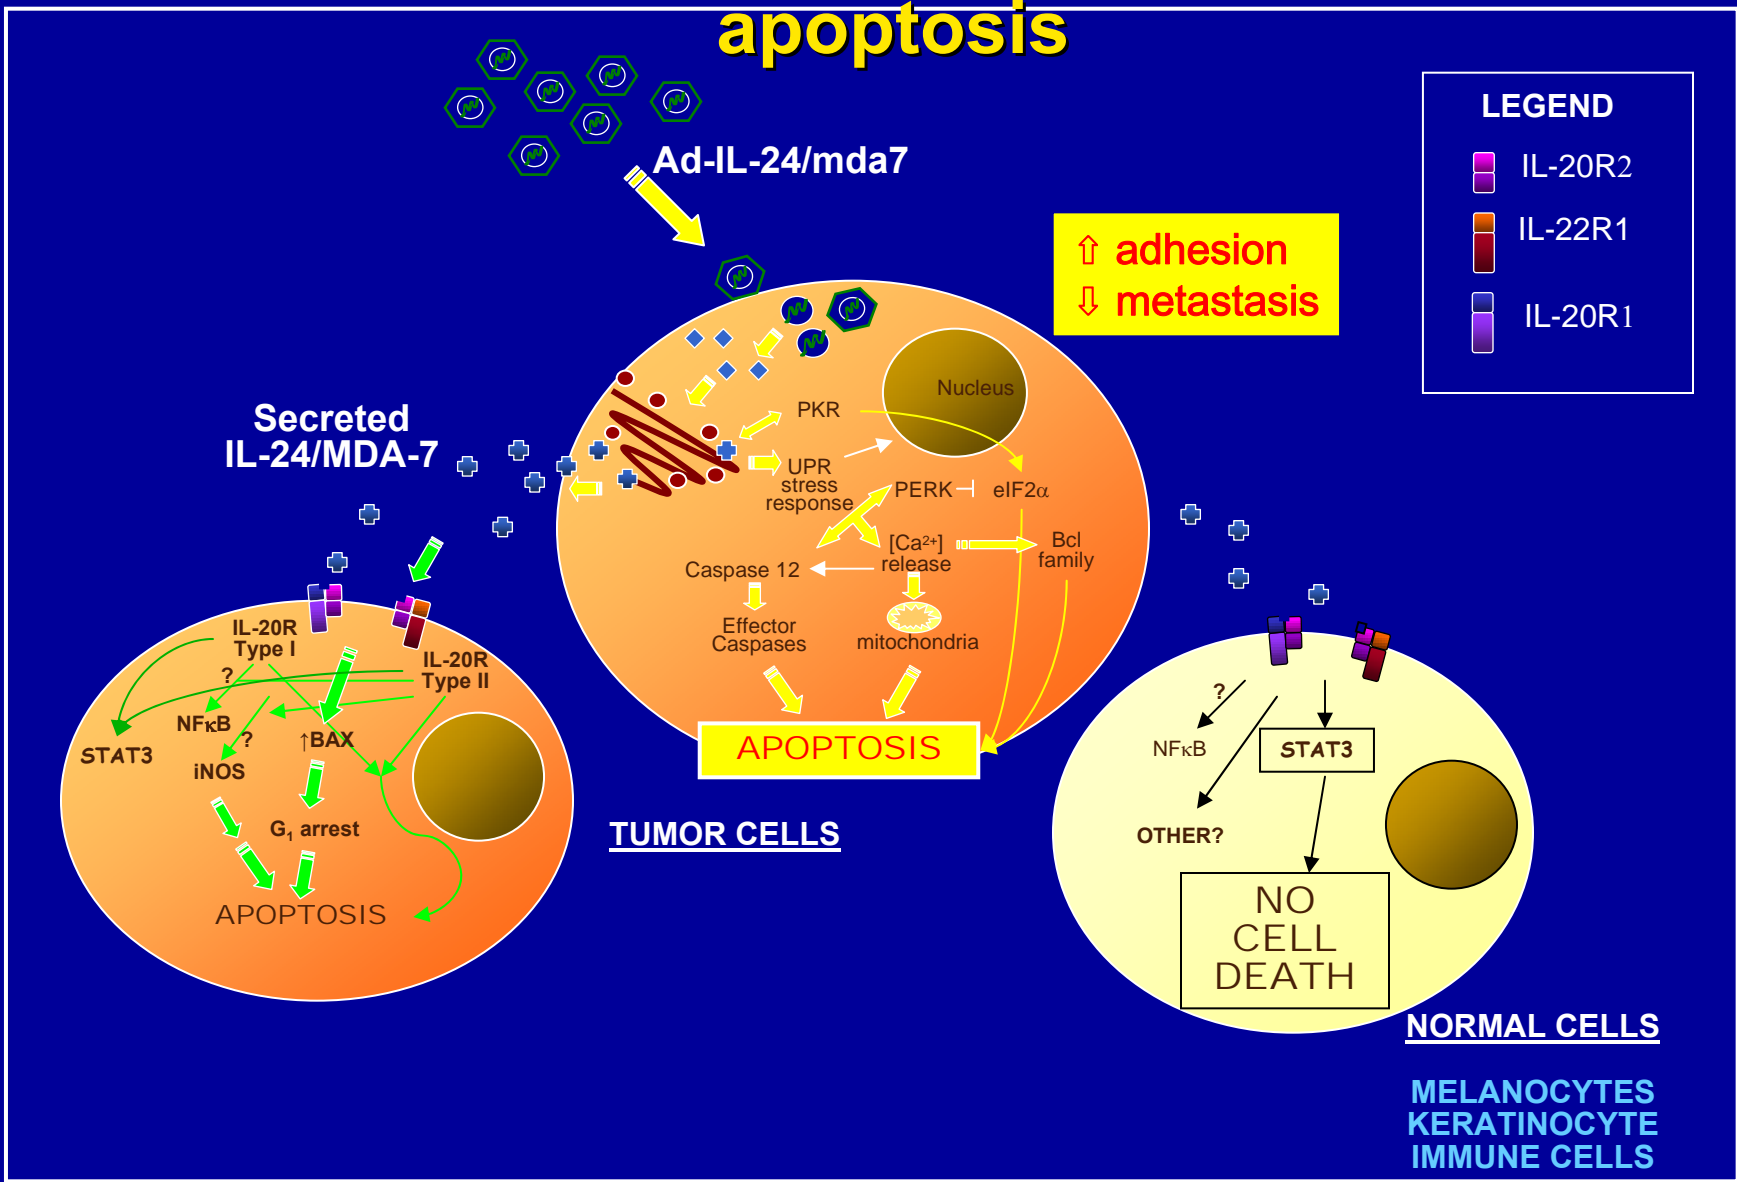 apoptosis
Ad-IL-24/mda7
LEGEND
IL-20R2
IL-22R1
IL-20R1
⇧ adhesion
⇩ metastasis
Secreted
IL-24/MDA-7
Nucleus
PKR
UPR
stress
response
PERK
eIF2α
[Ca²⁺]
release
Bcl
family
Caspase 12
Effector
Caspases
mitochondria
APOPTOSIS
IL-20R
Type I
IL-20R
Type II
?
NFκB
?
STAT3
↑BAX
iNOS
G₁ arrest
APOPTOSIS
TUMOR CELLS
?
NFκB
STAT3
OTHER?
NO
CELL
DEATH
NORMAL CELLS
MELANOCYTES
KERATINOCYTE
IMMUNE CELLS